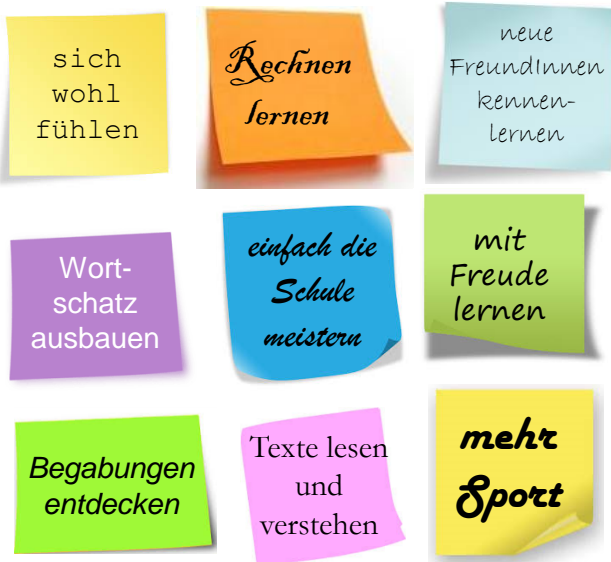 sich
wohl
fühlen
Rechnen
lernen
neue
FreundInnen
kennen-
lernen
Wort-
schatz
ausbauen
einfach die
Schule
meistern
mit
Freude
lernen
Begabungen
entdecken
Texte lesen
und
verstehen
mehr
Sport